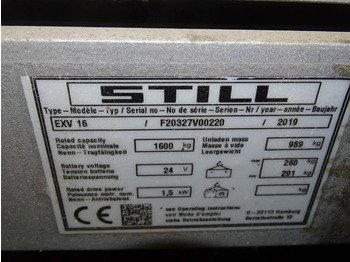 STILL
Type-Modèle-Typ / Serial no-No de série-Serien-Nr / year-année-Baujahr
EXV 16 / F20327V00220 / 2019
Rated capacity
Capacité nominale
Nenn-Tragfähigkeit
1600 kg
Unladen mass
Masse à vide
Leergewicht
989 kg
Battery voltage
Tension batterie
Batteriespannung
24 V
260 kg
201 kg
Rated drive power
Puissance motr. nom.
Nenn-Antriebsleistung
1,5 kW
* see Operating instructions
voir Mode d'emploi
siehe Betriebsanleitung
D-22113 Hamburg
CE